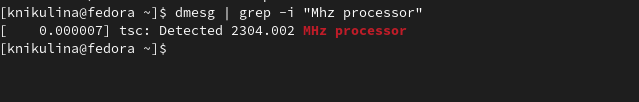 [knikulina@fedora ~]$ dmesg | grep -i "Mhz processor"
[    0.000007] tsc: Detected 2304.002 MHz processor
[knikulina@fedora ~]$